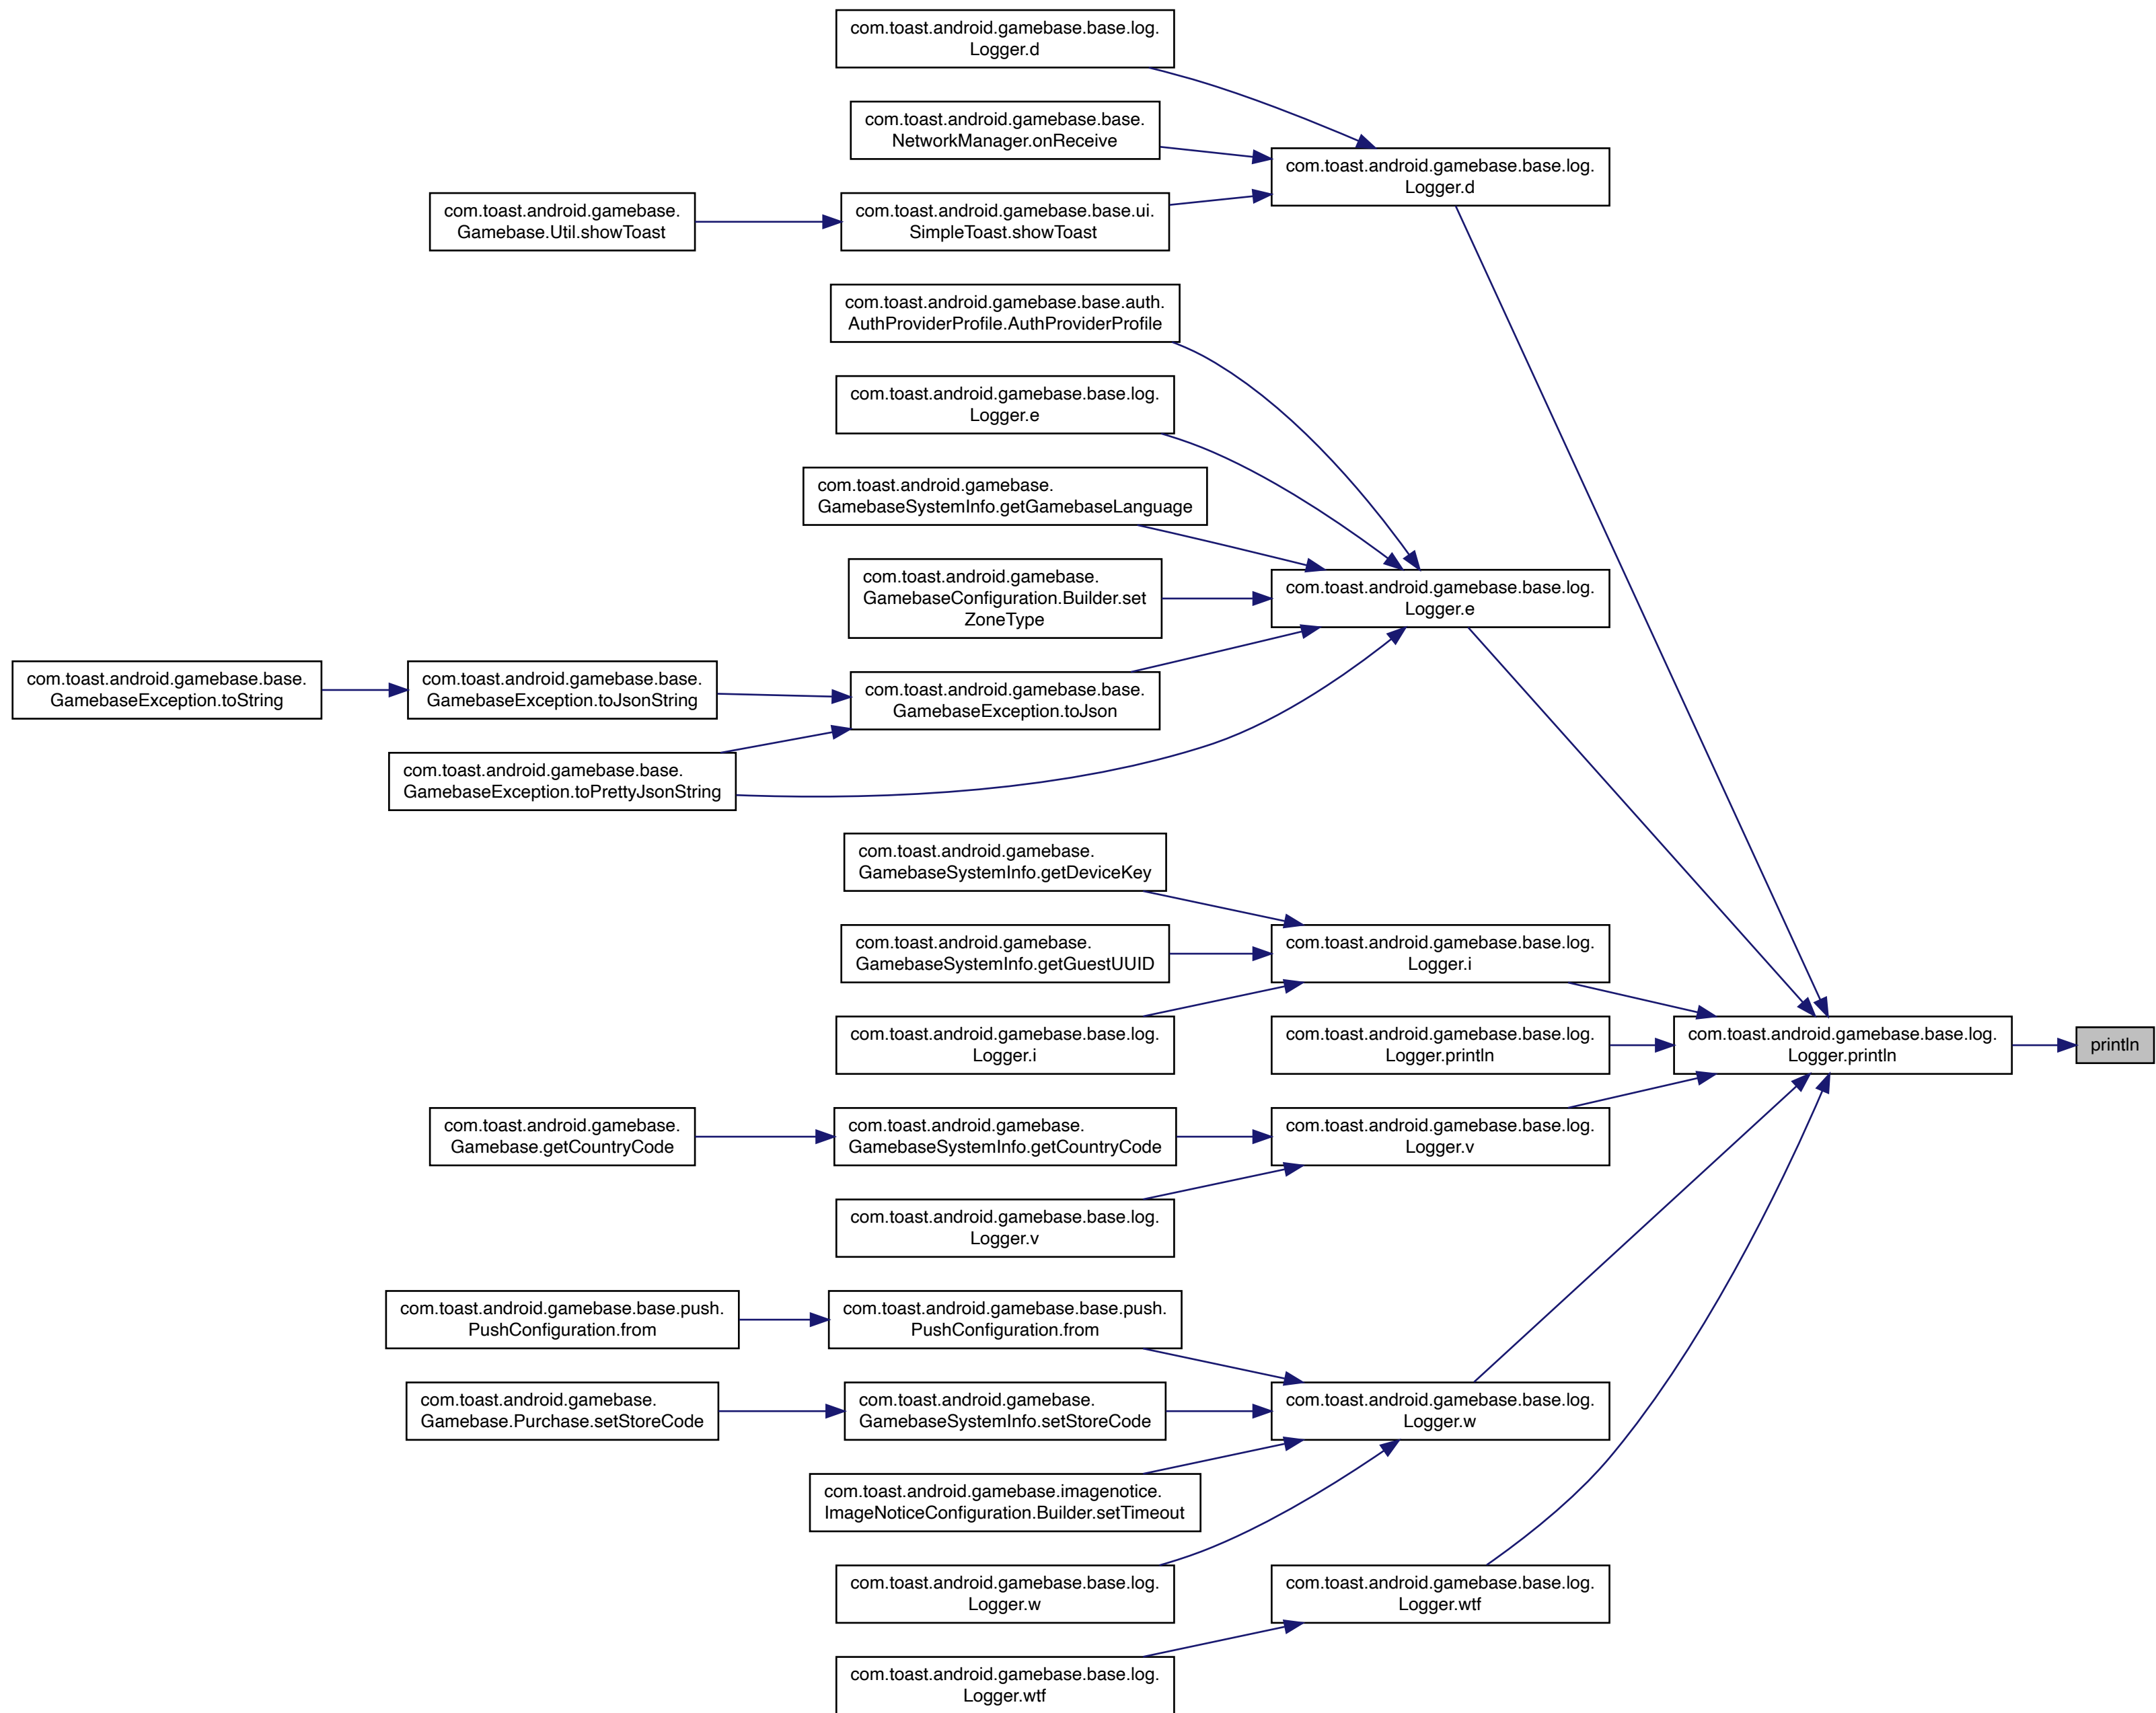 com.toast.android.gamebase.base.log.
Logger.d
com.toast.android.gamebase.base.
NetworkManager.onReceive
com.toast.android.gamebase.base.log.
Logger.d
com.toast.android.gamebase.
Gamebase.Util.showToast
com.toast.android.gamebase.base.ui.
SimpleToast.showToast
com.toast.android.gamebase.base.auth.
AuthProviderProfile.AuthProviderProfile
com.toast.android.gamebase.base.log.
Logger.e
com.toast.android.gamebase.
GamebaseSystemInfo.getGamebaseLanguage
com.toast.android.gamebase.
GamebaseConfiguration.Builder.set
ZoneType
com.toast.android.gamebase.base.log.
Logger.e
com.toast.android.gamebase.base.
GamebaseException.toString
com.toast.android.gamebase.base.
GamebaseException.toJsonString
com.toast.android.gamebase.base.
GamebaseException.toJson
com.toast.android.gamebase.base.
GamebaseException.toPrettyJsonString
com.toast.android.gamebase.
GamebaseSystemInfo.getDeviceKey
com.toast.android.gamebase.
GamebaseSystemInfo.getGuestUUID
com.toast.android.gamebase.base.log.
Logger.i
com.toast.android.gamebase.base.log.
Logger.i
com.toast.android.gamebase.base.log.
Logger.println
com.toast.android.gamebase.base.log.
Logger.println
println
com.toast.android.gamebase.
Gamebase.getCountryCode
com.toast.android.gamebase.
GamebaseSystemInfo.getCountryCode
com.toast.android.gamebase.base.log.
Logger.v
com.toast.android.gamebase.base.log.
Logger.v
com.toast.android.gamebase.base.push.
PushConfiguration.from
com.toast.android.gamebase.base.push.
PushConfiguration.from
com.toast.android.gamebase.
Gamebase.Purchase.setStoreCode
com.toast.android.gamebase.
GamebaseSystemInfo.setStoreCode
com.toast.android.gamebase.base.log.
Logger.w
com.toast.android.gamebase.imagenotice.
ImageNoticeConfiguration.Builder.setTimeout
com.toast.android.gamebase.base.log.
Logger.w
com.toast.android.gamebase.base.log.
Logger.wtf
com.toast.android.gamebase.base.log.
Logger.wtf